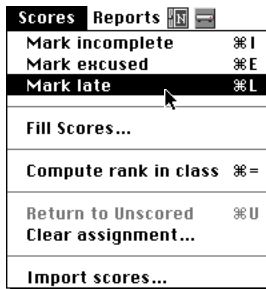 Scores Reports N
Mark incomplete ⌘I
Mark excused ⌘E
Mark late ⌘L
Fill Scores...
Compute rank in class ⌘=
Return to Unscored ⌘U
Clear assignment...
Import scores...